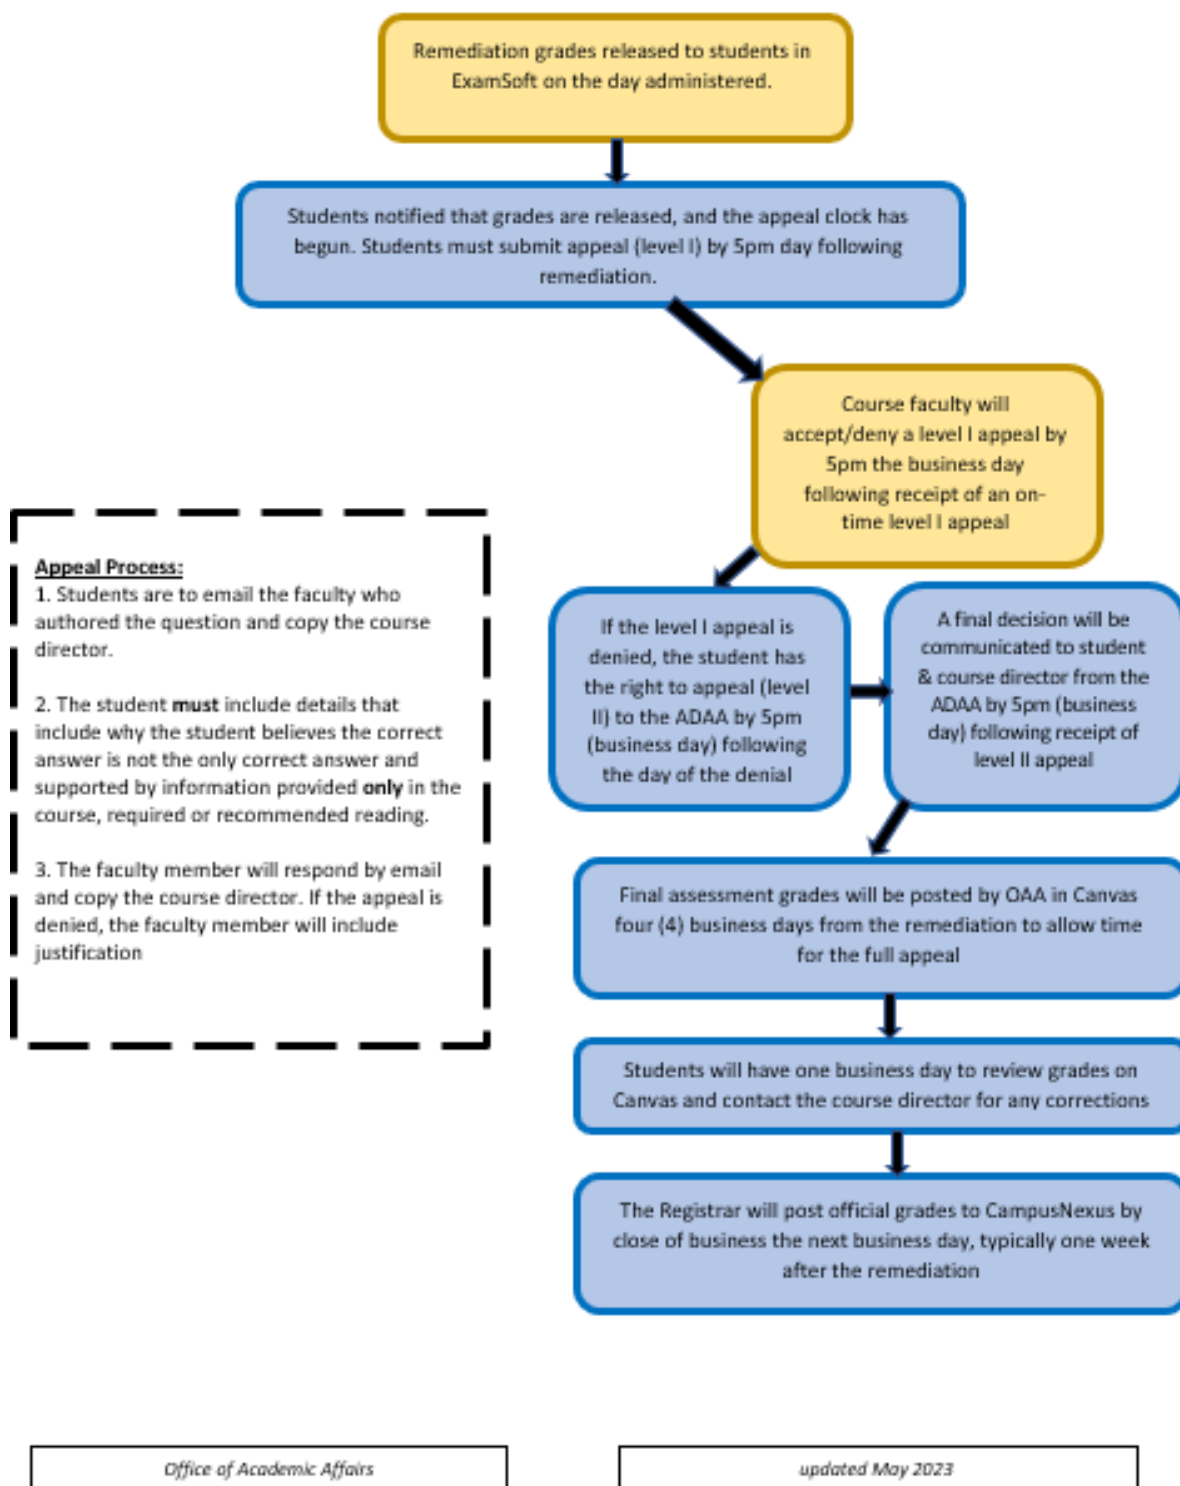 Remediation grades released to students in
ExamSoft on the day administered.
Students notified that grades are released, and the appeal clock has
begun. Students must submit appeal (level I) by 5pm day following
remediation.
Course faculty will
accept/deny a level I appeal by
5pm the business day
following receipt of an on-
time level I appeal
Appeal Process:
1. Students are to email the faculty who
authored the question and copy the course
director.
2. The student must include details that
include why the student believes the correct
answer is not the only correct answer and
supported by information provided only in the
course, required or recommended reading.
3. The faculty member will respond by email
and copy the course director. If the appeal is
denied, the faculty member will include
justification
If the level I appeal is
denied, the student has
the right to appeal (level
II) to the ADAA by 5pm
(business day) following
the day of the denial
A final decision will be
communicated to student
& course director from the
ADAA by 5pm (business
day) following receipt of
level II appeal
Final assessment grades will be posted by OAA in Canvas
four (4) business days from the remediation to allow time
for the full appeal
Students will have one business day to review grades on
Canvas and contact the course director for any corrections
The Registrar will post official grades to CampusNexus by
close of business the next business day, typically one week
after the remediation
Office of Academic Affairs
updated May 2023